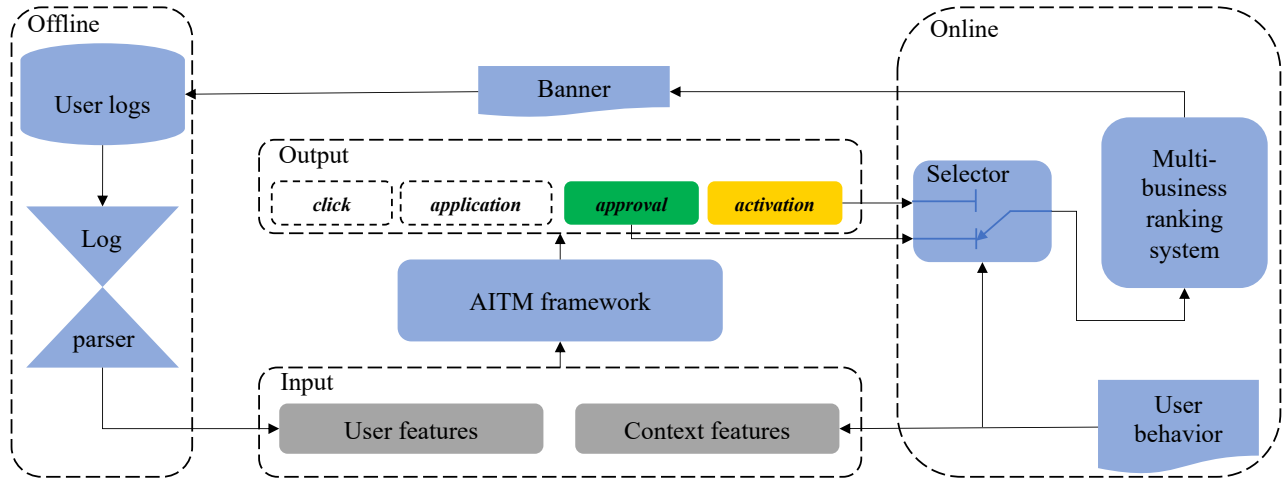 Offline
User logs
Log
parser
Banner
Output
click
application
approval
activation
AITM framework
Input
User features
Context features
Online
Selector
Multi-
business
ranking
system
User
behavior